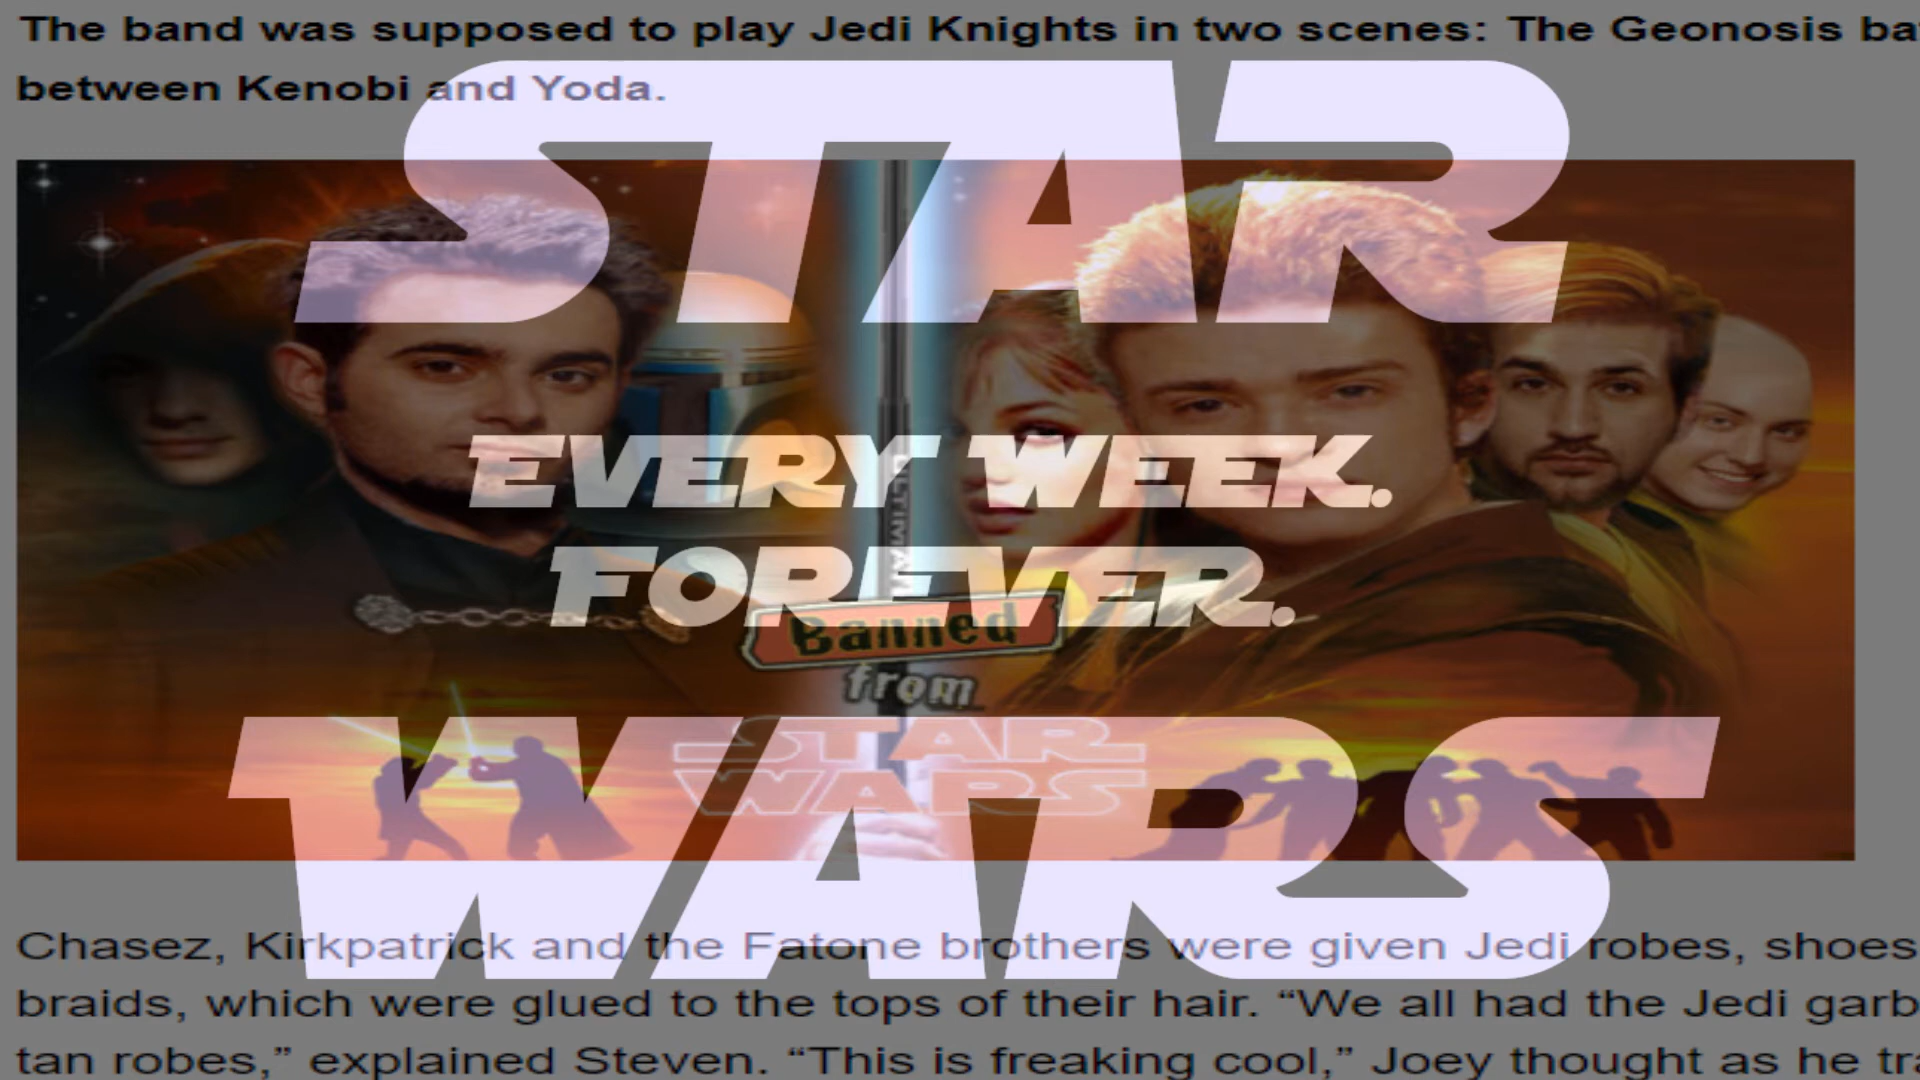 The band was supposed to play Jedi Knights in two scenes: The Geonosis
between Kenobi and Yoda.
STAR
EVERY WEEK.
FOREVER.
Banned
from
STAR
WARS
WARS
Chasez, Kirkpatrick and the Fatone brothers were given Jedi robes, shoes
braids, which were glued to the tops of their hair. “We all had the Jedi garb
tan robes,” explained Steven. “This is freaking cool,” Joey thought as he